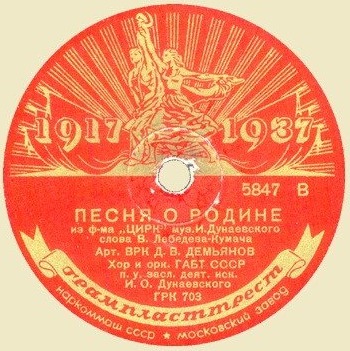 1917 1937
5847 В
ПЕСНЯ О РОДИНЕ
из ф-ма „ЦИРК" муз. И. Дунаевского
слова В. Лебедева-Кумача
Арт. ВРК Д. В. ДЕМЬЯНОВ
Хор и орк. ГАБТ СССР
п. у. засл. деят. иск.
И. О. Дунаевского
ГРК 703
Грампласттрест
наркоммаш ссср ★ московский завод